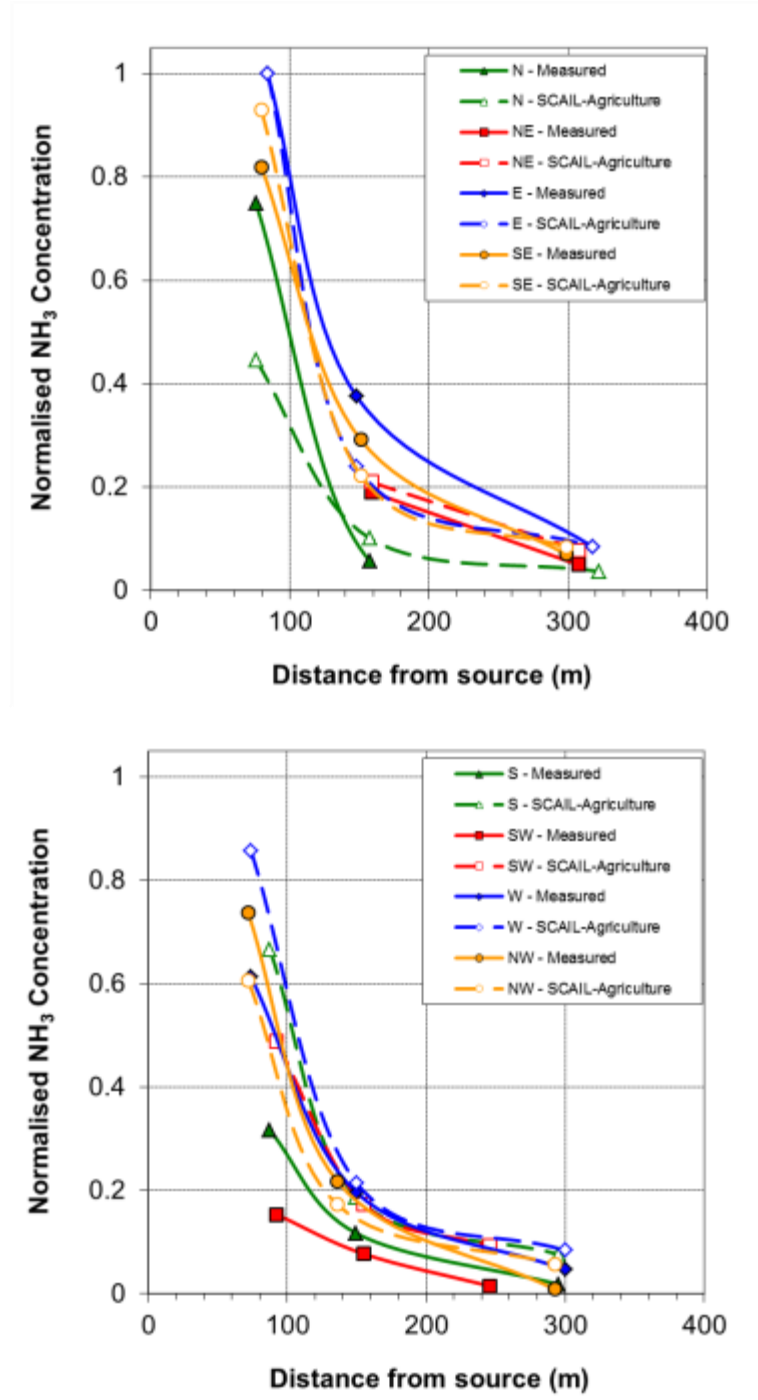 1
0.8
0.6
0.4
0.2
0
0
100
200
300
400
Normalised NH₃ Concentration
Distance from source (m)
N - Measured
N - SCAIL-Agriculture
NE - Measured
NE - SCAIL-Agriculture
E - Measured
E - SCAIL-Agriculture
SE - Measured
SE - SCAIL-Agriculture
1
0.8
0.6
0.4
0.2
0
0
100
200
300
400
Normalised NH₃ Concentration
Distance from source (m)
S - Measured
S - SCAIL-Agriculture
SW - Measured
SW - SCAIL-Agriculture
W - Measured
W - SCAIL-Agriculture
NW - Measured
NW - SCAIL-Agriculture